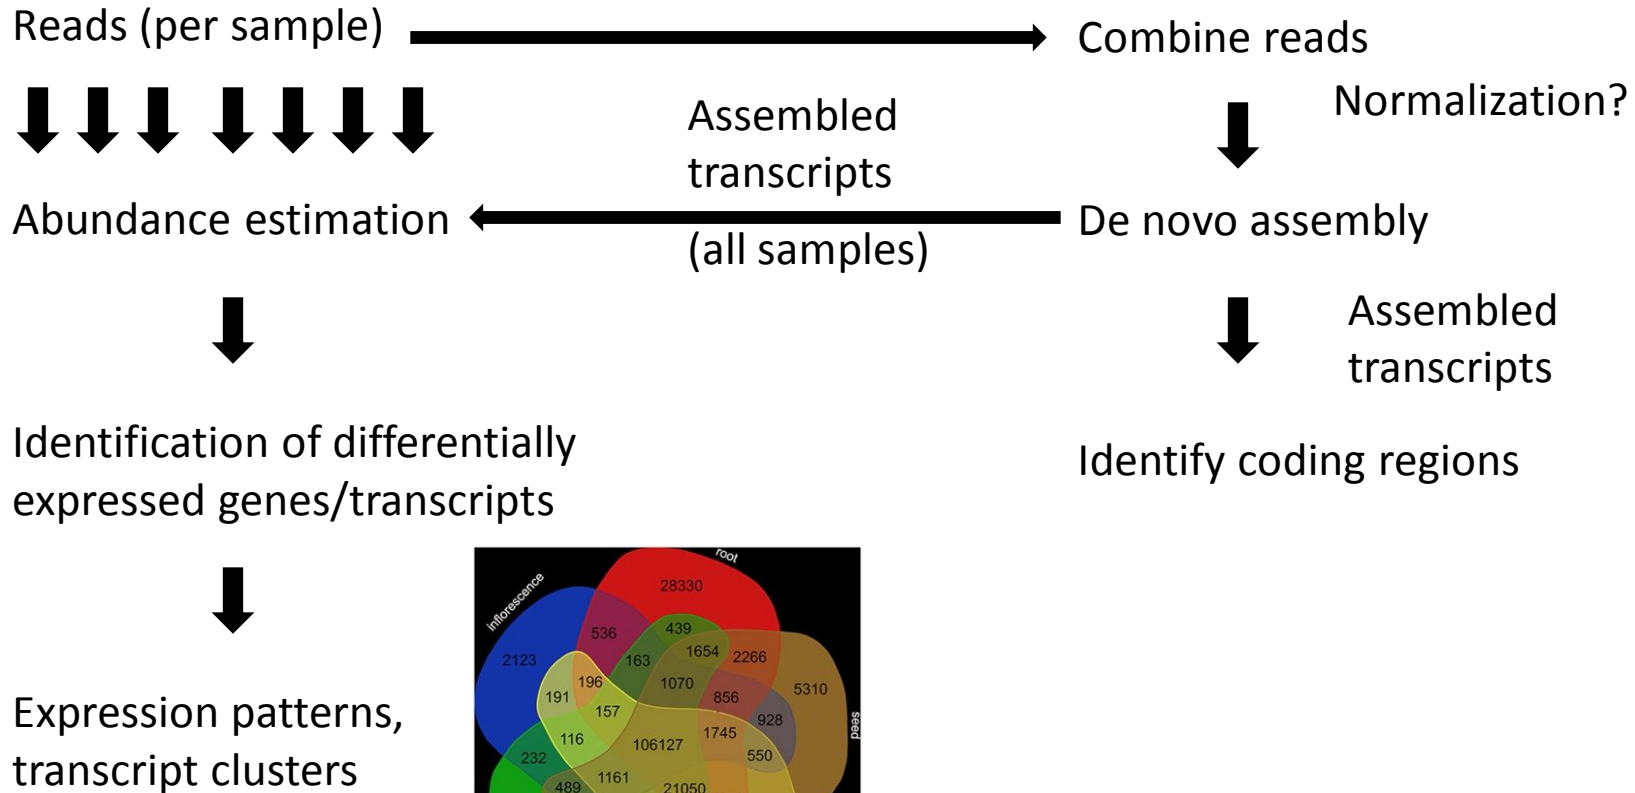 Reads (per sample)
Combine reads
Normalization?
Assembled
transcripts
Abundance estimation
De novo assembly
(all samples)
Assembled
transcripts
Identification of differentially
expressed genes/transcripts
Identify coding regions
Expression patterns,
transcript clusters
root
inflorescence
seed
28330
536
439
2123
163
1654
2266
191
196
1070
856
5310
157
928
116
106127
1745
550
232
1161
489
21050